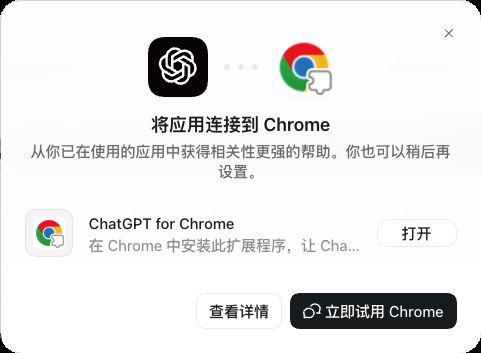 将应用连接到 Chrome
从你已在使用的应用中获得相关性更强的帮助。你也可以稍后再
设置。
ChatGPT for Chrome
在 Chrome 中安装此扩展程序，让 Cha...
打开
查看详情
立即试用 Chrome